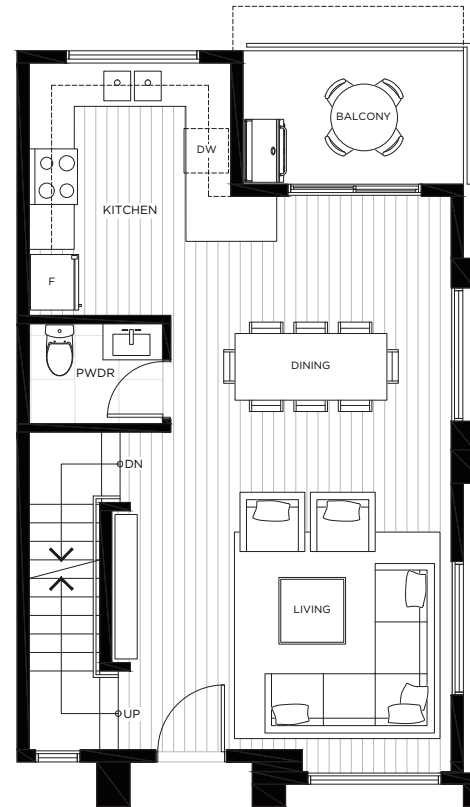 BALCONY
DW
KITCHEN
F
DINING
PWDR
DN
LIVING
UP